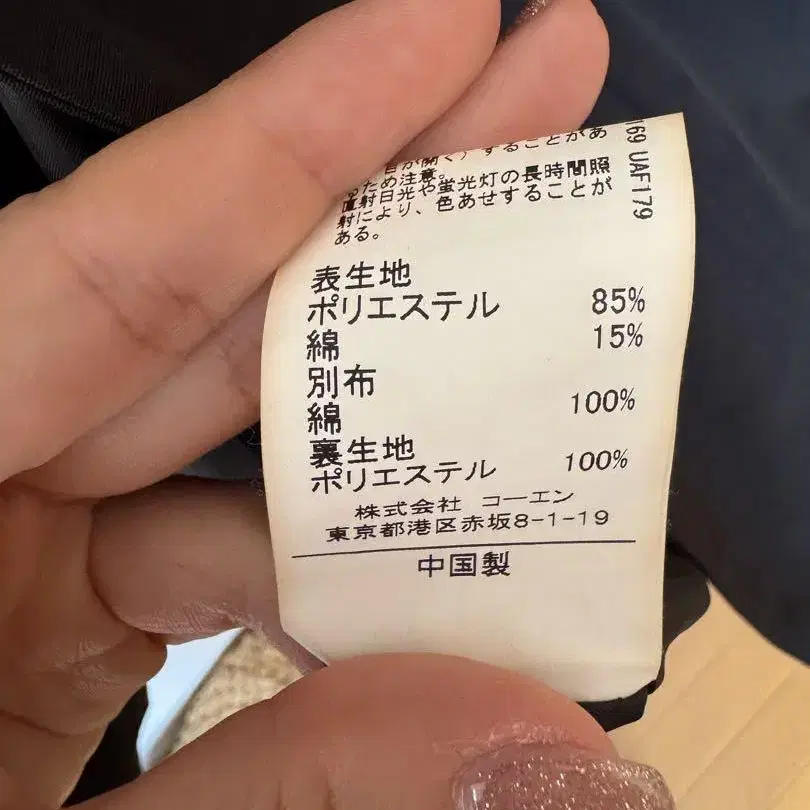 目が開く)することがあ
るため注意。
直射日光や蛍光灯の長時間照
射により、色あせすることが
ある。
169 UAF179
表生地
ポリエステル 85%
綿 15%
別布
綿 100%
裏生地
ポリエステル 100%
株式会社 コーエン
東京都港区赤坂8-1-19
中国製